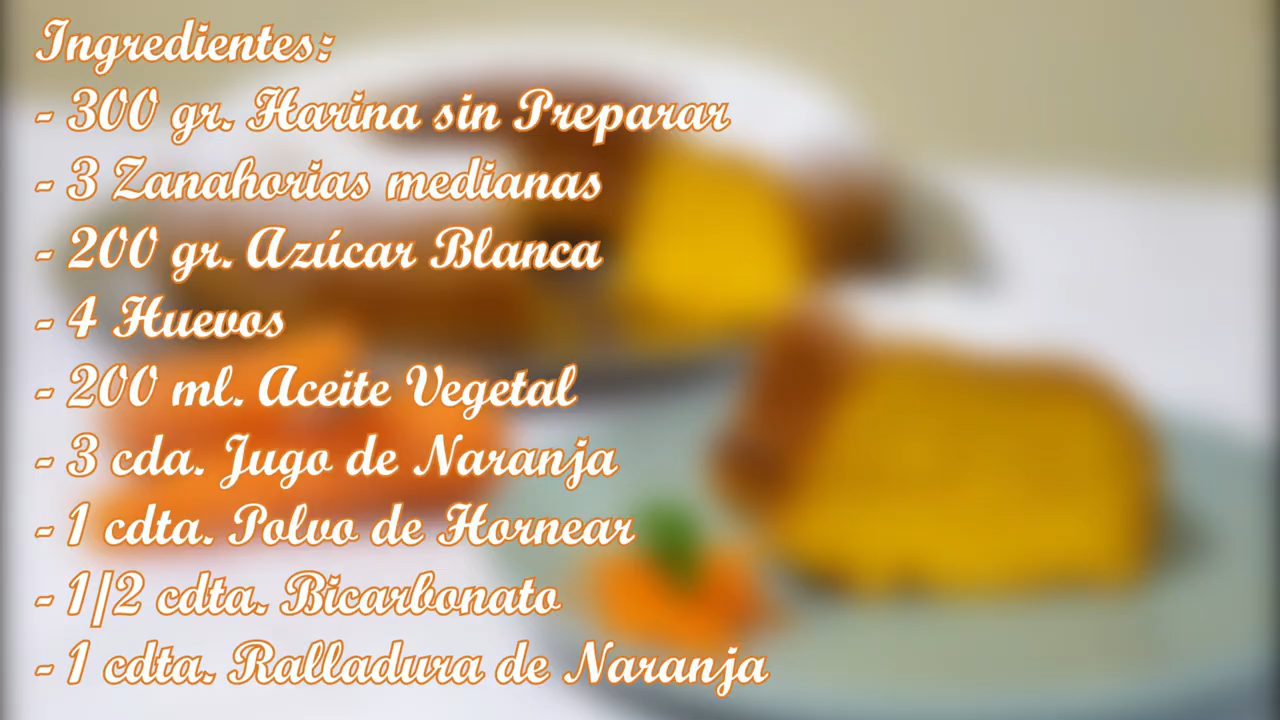 Ingredientes:
- 300 gr. Harina sin Preparar
- 3 Zanahorias medianas
- 200 gr. Azúcar Blanca
- 4 Huevos
- 200 ml. Aceite Vegetal
- 3 cda. Jugo de Naranja
- 1 cdta. Polvo de Hornear
- 1/2 cdta. Bicarbonato
- 1 cdta. Ralladura de Naranja